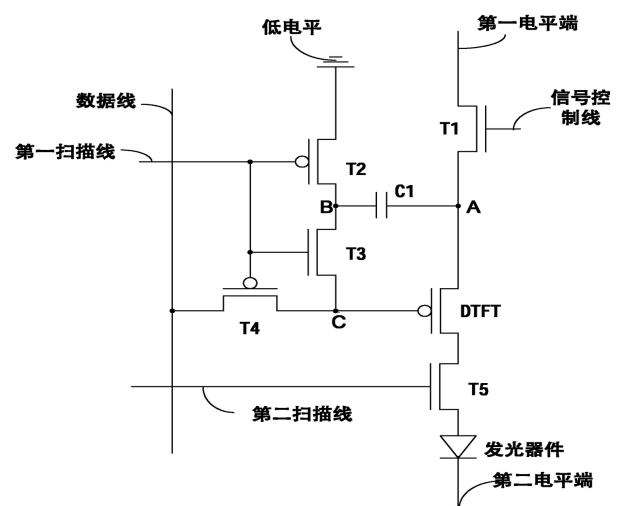 低电平
第一电平端
数据线
信号控
制线
T1
第一扫描线
T2
C1
B
A
T3
DTFT
C
T4
T5
第二扫描线
发光器件
第二电平端